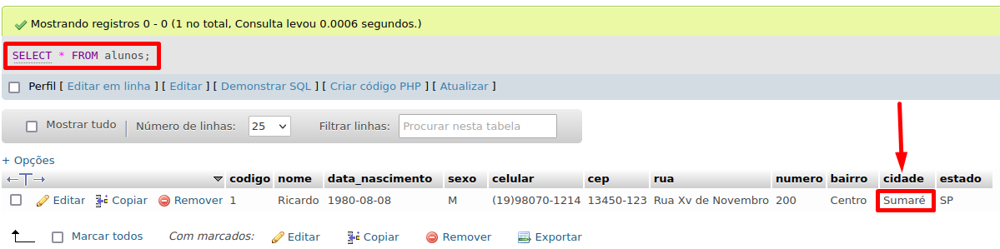 Mostrando registros 0 - 0 (1 no total, Consulta levou 0.0006 segundos.)
SELECT * FROM alunos;
Perfil [ Editar em linha ] [ Editar ] [ Demonstrar SQL ] [ Criar código PHP ] [ Atualizar ]
Mostrar tudo | Número de linhas: 25 Filtrar linhas: Procurar nesta tabela
+ Opções
←T→ codigo nome data_nascimento sexo celular cep rua numero bairro cidade estado
Editar Copiar Remover 1 Ricardo 1980-08-08 M (19)98070-1214 13450-123 Rua Xv de Novembro 200 Centro Sumaré SP
Marcar todos Com marcados: Editar Copiar Remover Exportar